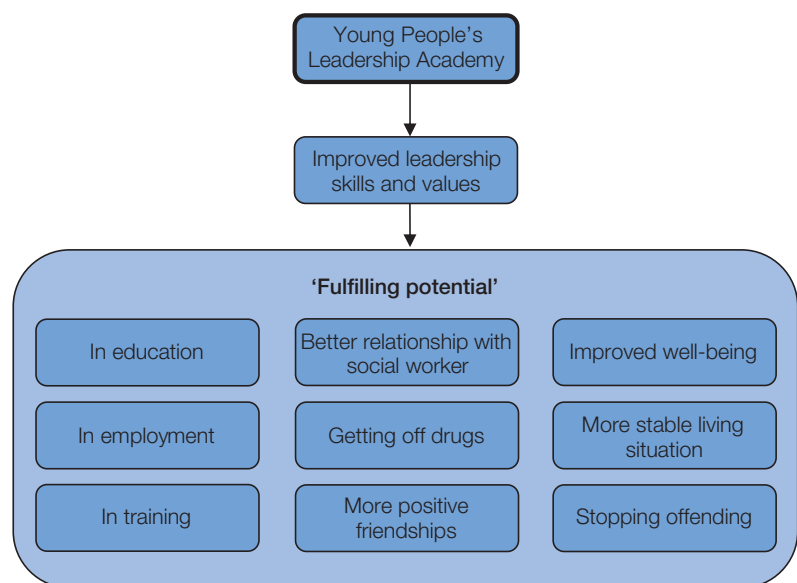 Young People’s
Leadership Academy
Improved leadership
skills and values
‘Fulfilling potential’
In education
Better relationship with
social worker
Improved well-being
In employment
Getting off drugs
More stable living
situation
In training
More positive
friendships
Stopping offending